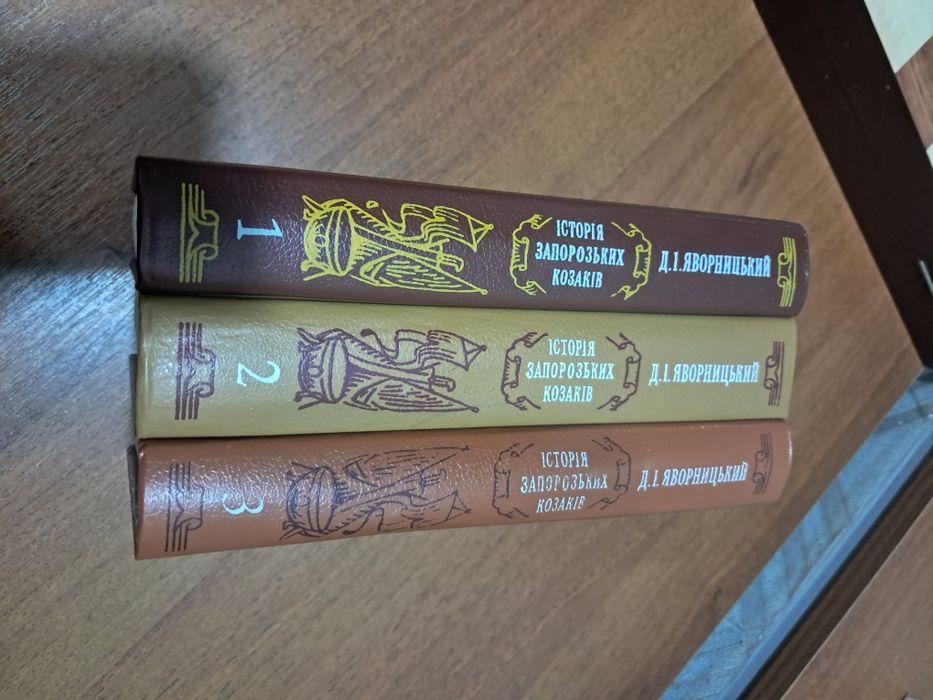 Д.І.ЯВОРНИЦЬКИЙ
ІСТОРІЯ
ЗАПОРОЗЬКИХ
КОЗАКІВ
1
Д.І.ЯВОРНИЦЬКИЙ
ІСТОРІЯ
ЗАПОРОЗЬКИХ
КОЗАКІВ
2
Д.І.ЯВОРНИЦЬКИЙ
ІСТОРІЯ
ЗАПОРОЗЬКИХ
КОЗАКІВ
3